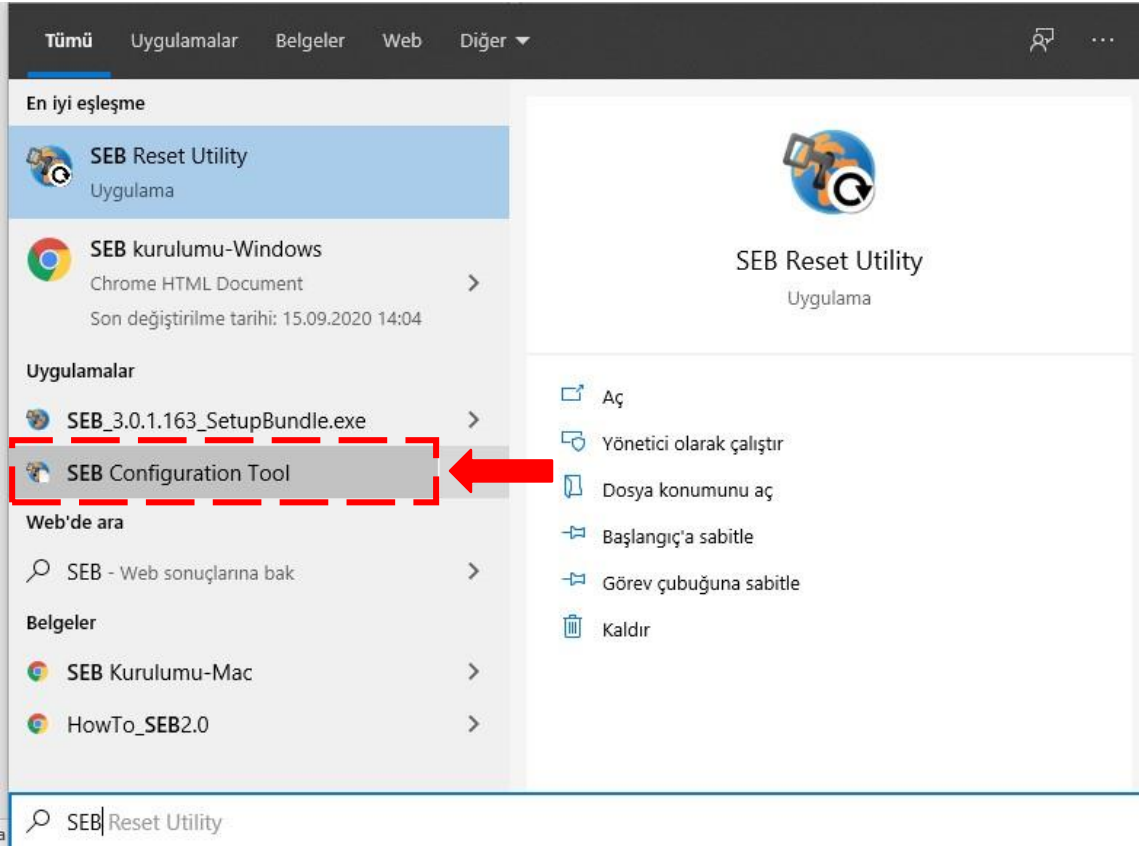 Tümü Uygulamalar Belgeler Web Diğer
En iyi eşleşme
SEB Reset Utility
Uygulama
SEB kurulumu-Windows
Chrome HTML Document
Son değiştirilme tarihi: 15.09.2020 14:04
Uygulamalar
SEB_3.0.1.163_SetupBundle.exe
SEB Configuration Tool
Web'de ara
SEB - Web sonuçlarına bak
Belgeler
SEB Kurulumu-Mac
HowTo_SEB2.0
SEB Reset Utility
Uygulama
Aç
Yönetici olarak çalıştır
Dosya konumunu aç
Başlangıç'a sabitle
Görev çubuğuna sabitle
Kaldır
SEB Reset Utility